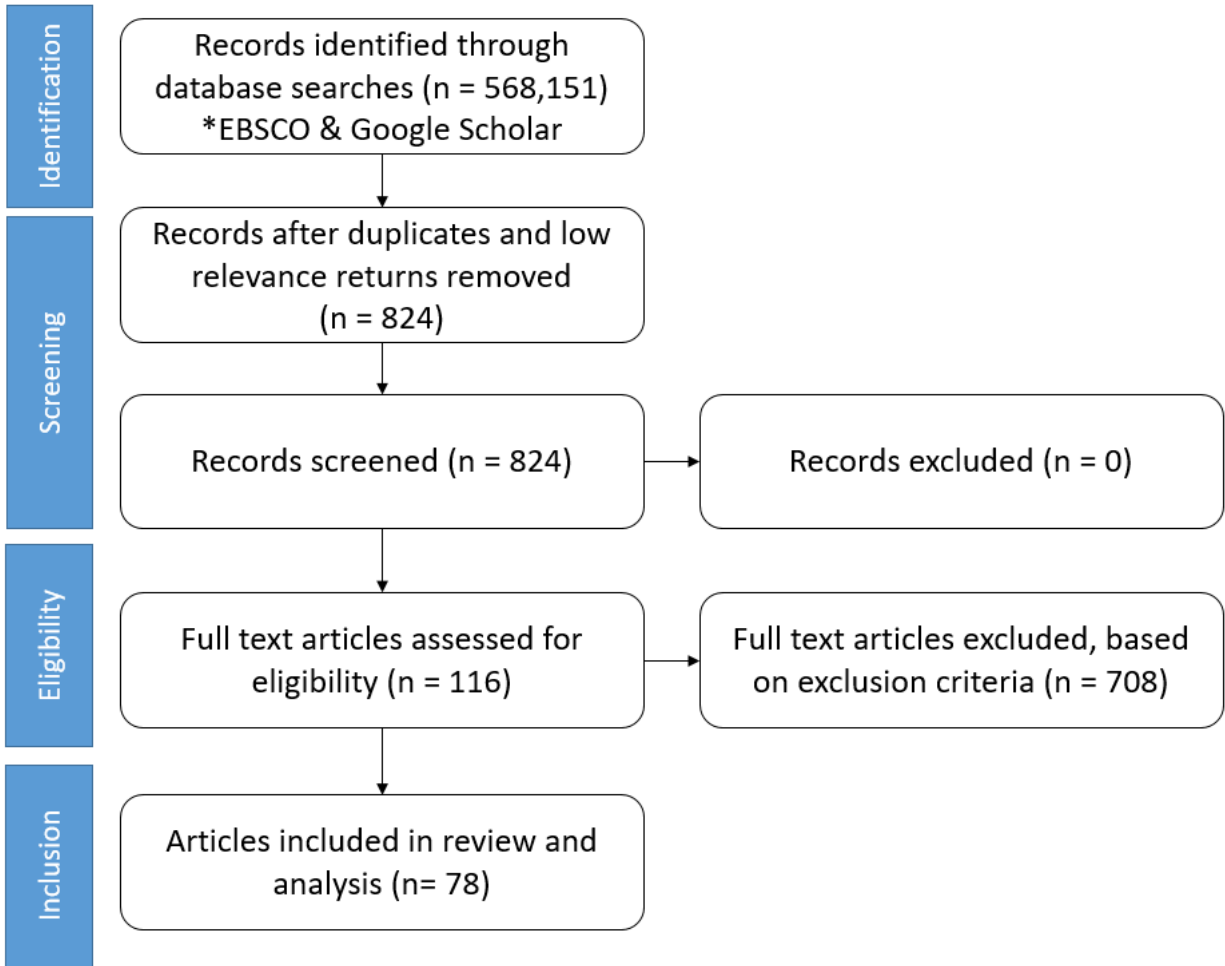 Identification
Records identified through
database searches (n = 568,151)
*EBSCO & Google Scholar
Screening
Records after duplicates and low
relevance returns removed
(n = 824)
Records screened (n = 824)
Records excluded (n = 0)
Eligibility
Full text articles assessed for
eligibility (n = 116)
Full text articles excluded, based
on exclusion criteria (n = 708)
Inclusion
Articles included in review and
analysis (n= 78)